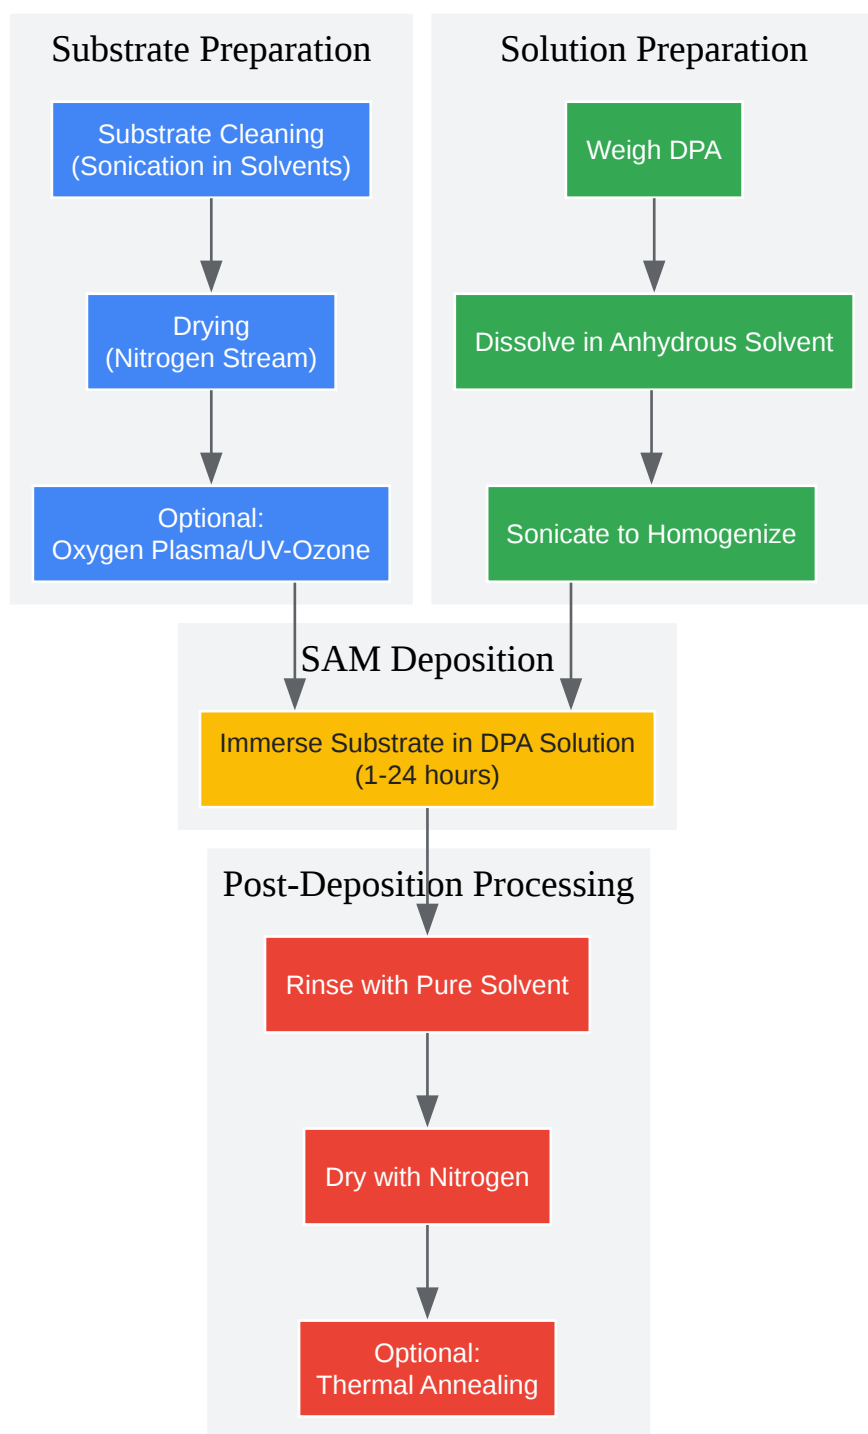 Substrate Preparation
Substrate Cleaning
(Sonication in Solvents)
Drying
(Nitrogen Stream)
Optional:
Oxygen Plasma/UV-Ozone
Solution Preparation
Weigh DPA
Dissolve in Anhydrous Solvent
Sonicate to Homogenize
SAM Deposition
Immerse Substrate in DPA Solution
(1-24 hours)
Post-Deposition Processing
Rinse with Pure Solvent
Dry with Nitrogen
Optional:
Thermal Annealing